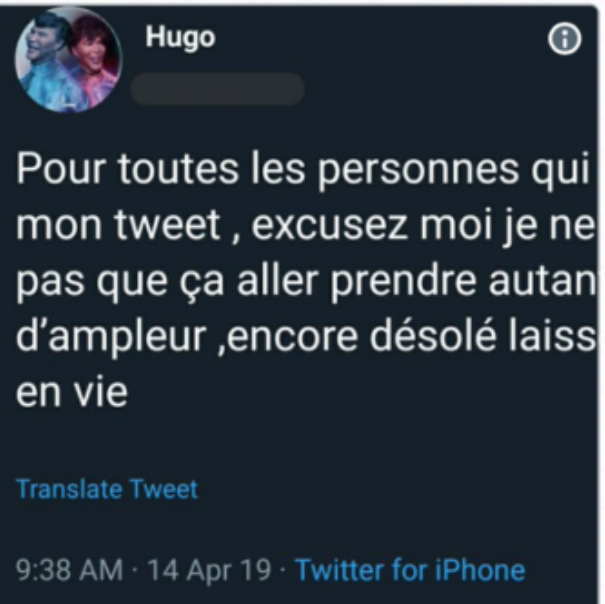 Hugo
Pour toutes les personnes qui
mon tweet , excusez moi je ne
pas que ça aller prendre autan
d’ampleur ,encore désolé laiss
en vie
Translate Tweet
9:38 AM · 14 Apr 19 · Twitter for iPhone